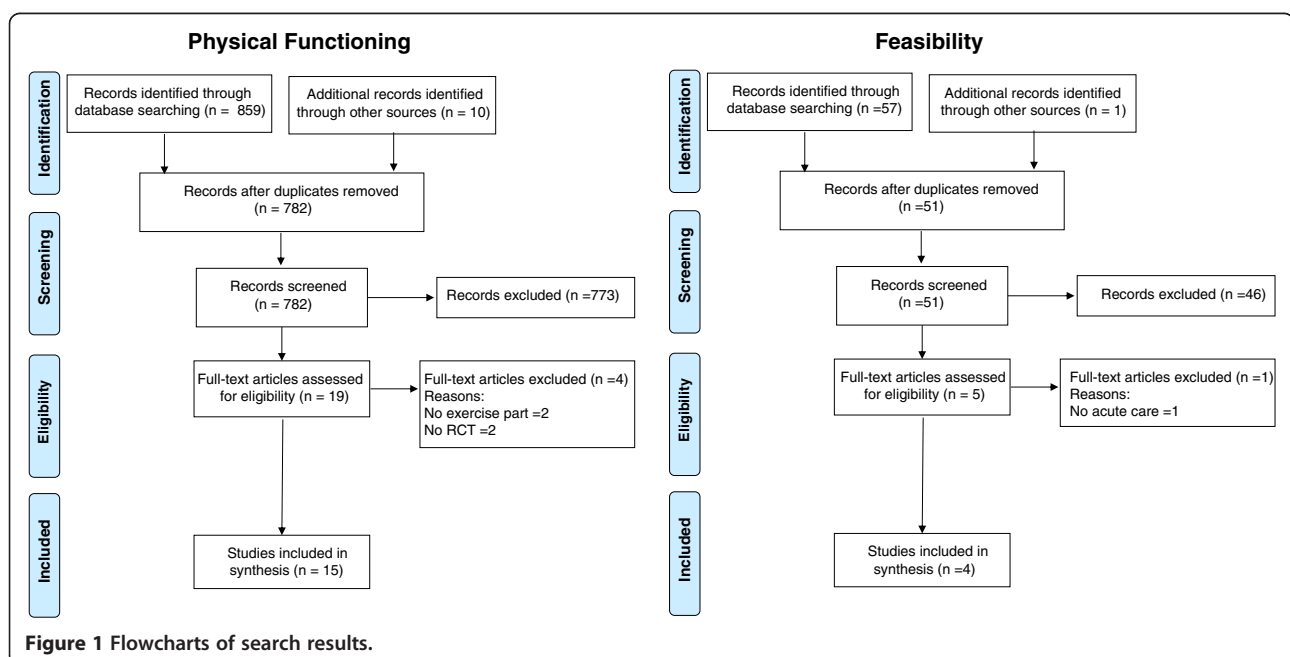 Physical Functioning
Identification
Records identified through
database searching (n =  859)
Additional records identified
through other sources (n = 10)
Records after duplicates removed
(n = 782)
Screening
Records screened
(n = 782)
Records excluded (n =773)
Eligibility
Full-text articles assessed
for eligibility (n = 19)
Full-text articles excluded (n =4)
Reasons:
No exercise part =2
No RCT =2
Included
Studies included in
synthesis (n = 15)
Feasibility
Identification
Records identified through
database searching (n =57)
Additional records identified
through other sources (n = 1)
Records after duplicates removed
(n =51)
Screening
Records screened
(n =51)
Records excluded (n =46)
Eligibility
Full-text articles assessed
for eligibility (n = 5)
Full-text articles excluded (n =1)
Reasons:
No acute care =1
Included
Studies included in
synthesis (n =4)
Figure 1 Flowcharts of search results.